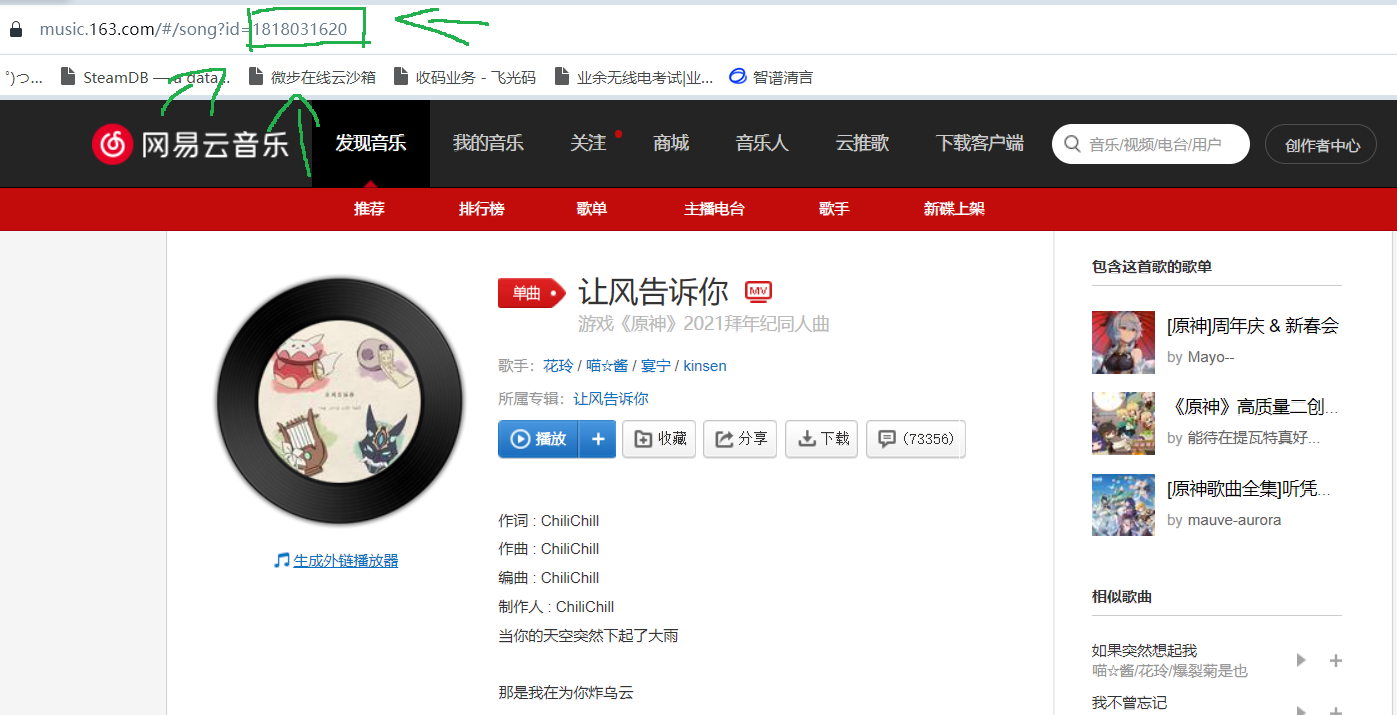 music.163.com/#/song?id=1818031620
°)つ... SteamDB — a data... 微步在线云沙箱 收码业务 - 飞光码 业余无线电考试|业... 智谱清言
网易云音乐 发现音乐 我的音乐 关注 商城 音乐人 云推歌 下载客户端 音乐/视频/电台/用户 创作者中心
推荐 排行榜 歌单 主播电台 歌手 新碟上架
单曲 让风告诉你 MV
游戏《原神》2021拜年纪同人曲
歌手： 花玲 / 喵☆酱 / 宴宁 / kinsen
所属专辑： 让风告诉你
播放 + 收藏 分享 下载 (73356)
生成外链播放器
作词 : ChiliChill
作曲 : ChiliChill
编曲 : ChiliChill
制作人 : ChiliChill
当你的天空突然下起了大雨
那是我在为你炸乌云
包含这首歌的歌单
[原神]周年庆 & 新春会
by Mayo--
《原神》高质量二创...
by 能待在提瓦特真好...
[原神歌曲全集]听凭...
by mauve-aurora
相似歌曲
如果突然想起我
喵☆酱/花玲/爆裂菊是也
我不曾忘记